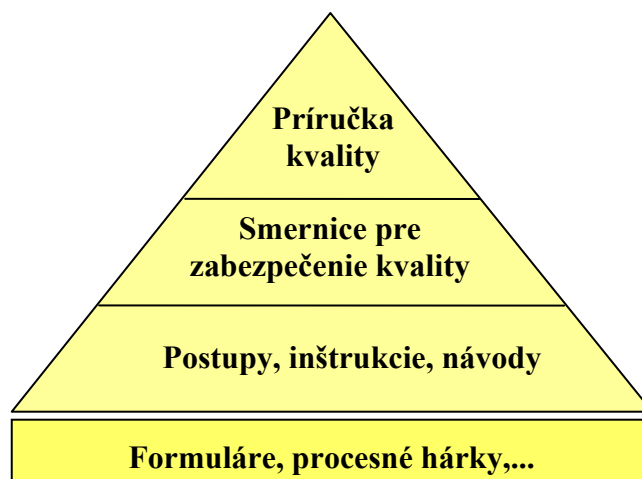 Príručka
kvality
Smernice pre
zabezpečenie kvality
Postupy, inštrukcie, návody
Formuláre, procesné hárky,...